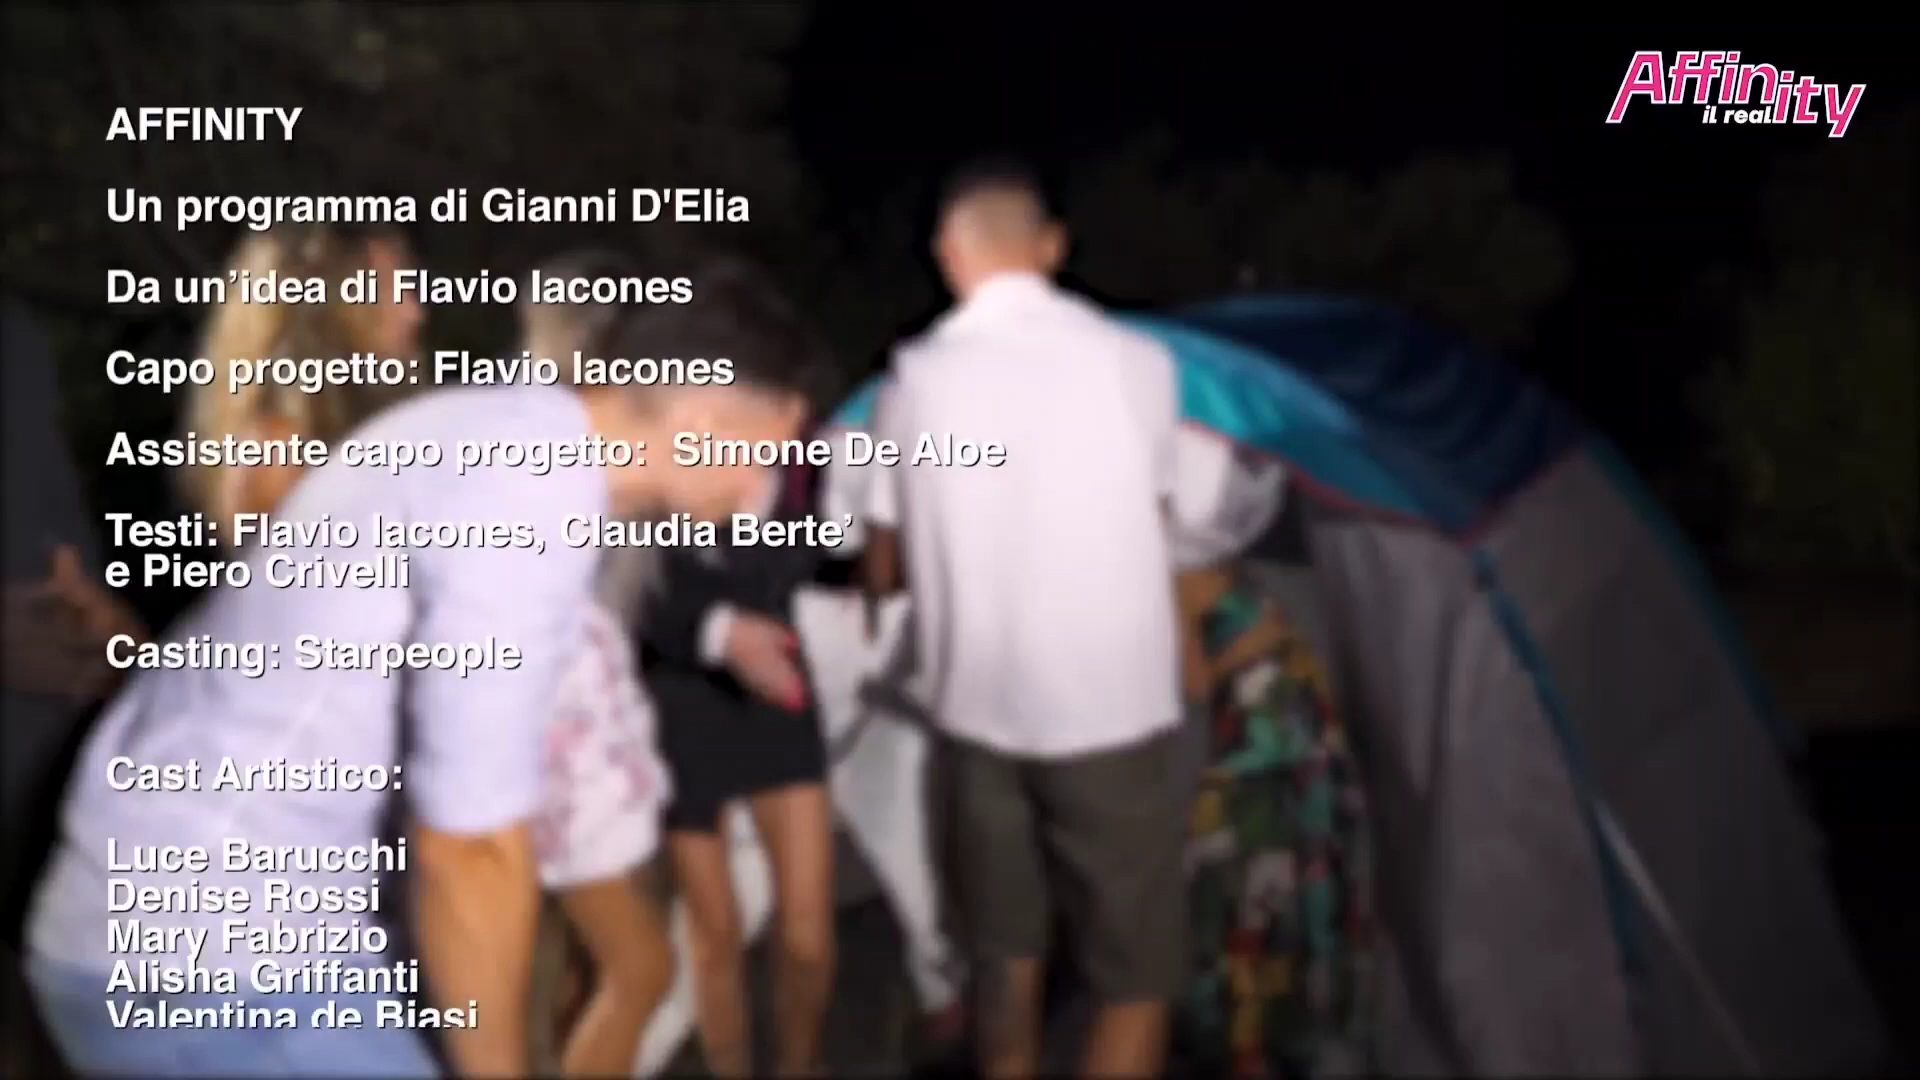 AFFINITY
Un programma di Gianni D'Elia
Da un’idea di Flavio Iacones
Capo progetto: Flavio Iacones
Assistente capo progetto:  Simone De Aloe
Testi: Flavio Iacones, Claudia Berte’
e Piero Crivelli
Casting: Starpeople
Cast Artistico:
Luce Barucchi
Denise Rossi
Mary Fabrizio
Alisha Griffanti
Valentina de Biasi
Affinity
il real